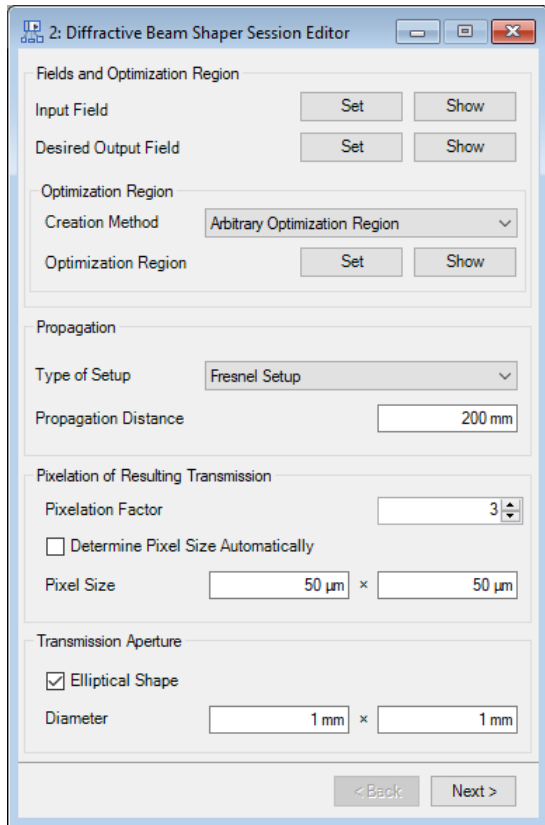 2: Diffractive Beam Shaper Session Editor
Fields and Optimization Region
Input Field Set Show
Desired Output Field Set Show
Optimization Region
Creation Method Arbitrary Optimization Region
Optimization Region Set Show
Propagation
Type of Setup Fresnel Setup
Propagation Distance 200 mm
Pixelation of Resulting Transmission
Pixelation Factor 3
Determine Pixel Size Automatically
Pixel Size 50 µm × 50 µm
Transmission Aperture
Elliptical Shape
Diameter 1 mm × 1 mm
< Back Next >